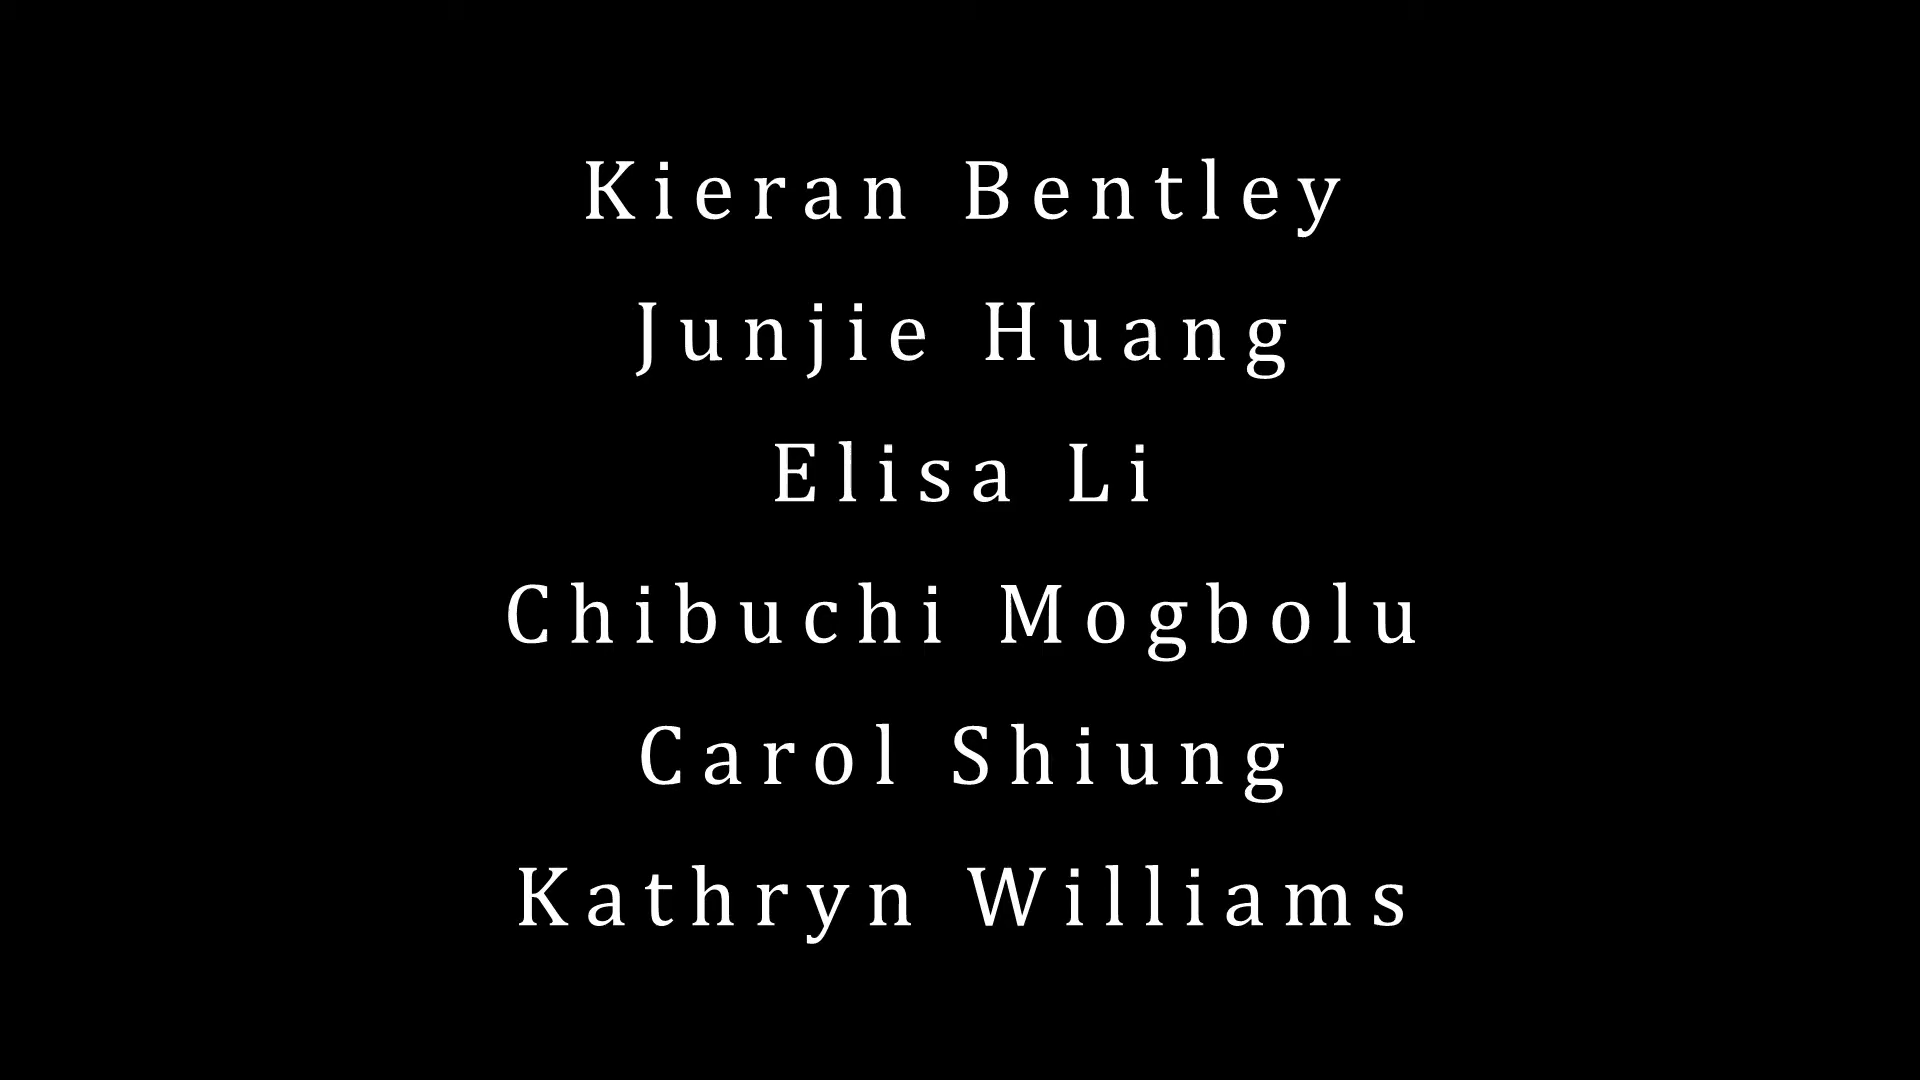 Kieran Bentley
Junjie Huang
Elisa Li
Chibuchi Mogbolu
Carol Shiung
Kathryn Williams